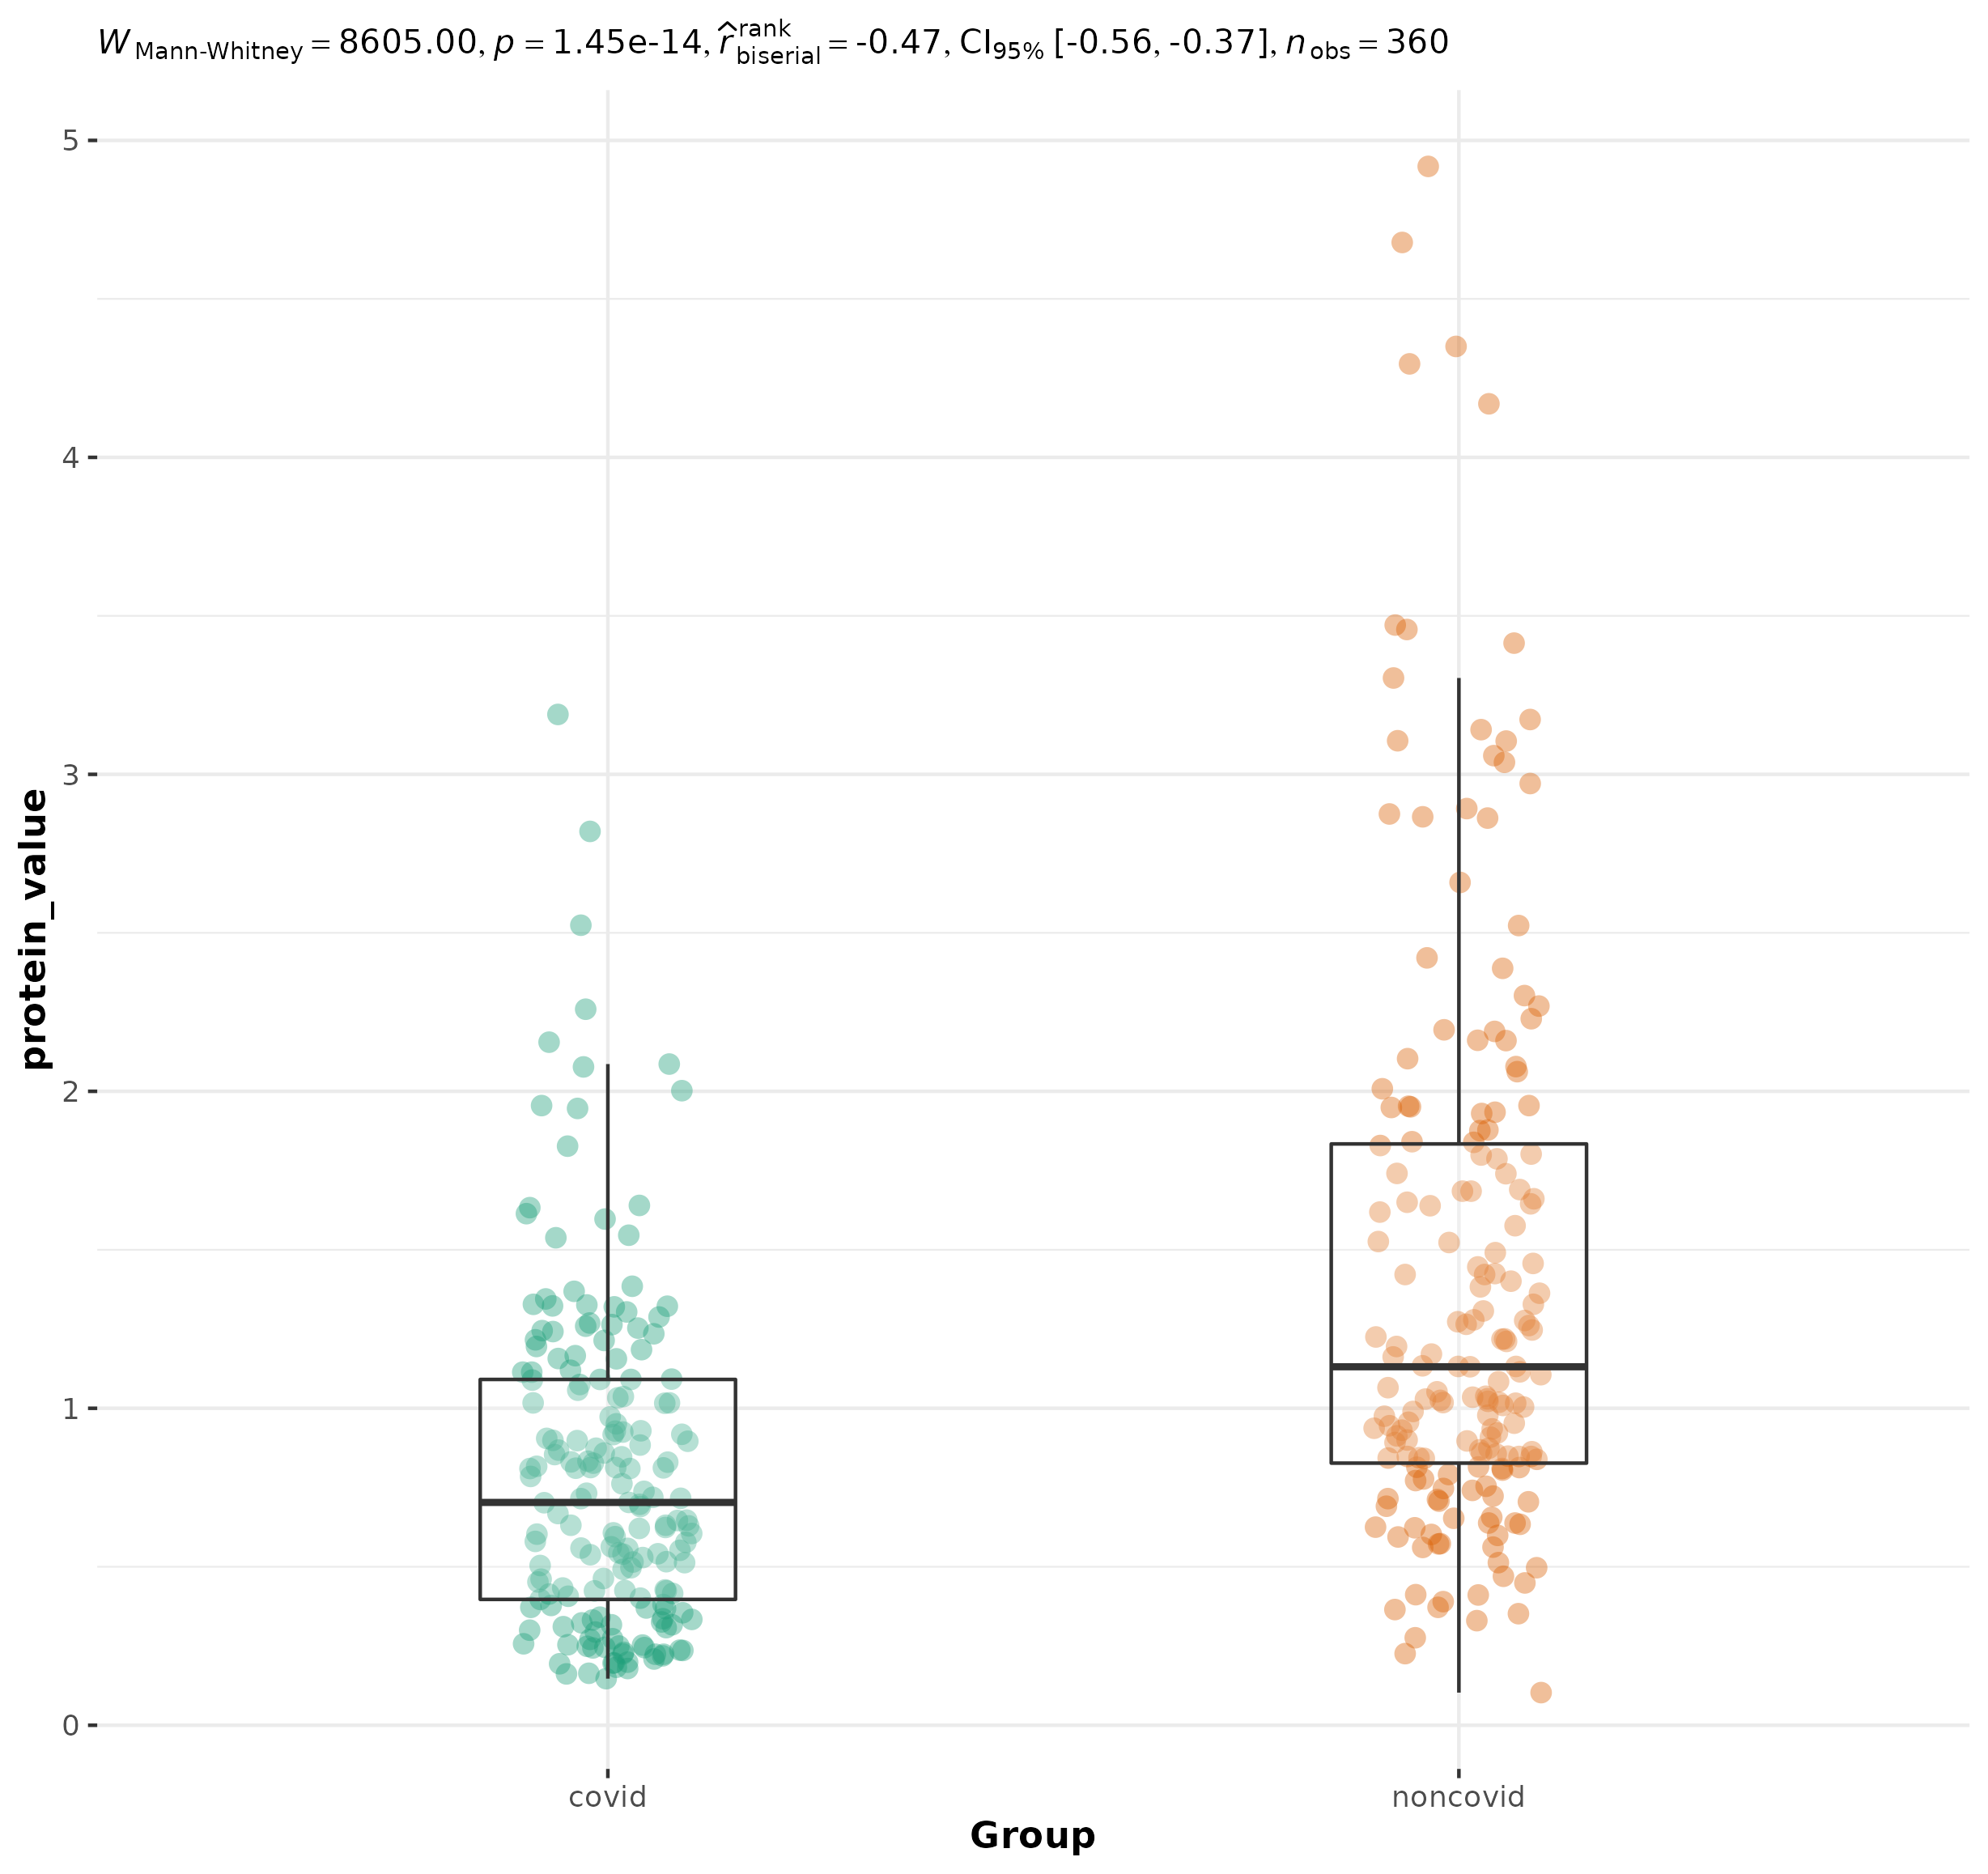 W Mann-Whitney = 8605.00, p = 1.45e-14, r̂ rank biserial = -0.47, CI95% [-0.56, -0.37], n obs = 360
5
4
3
2
1
0
protein_value
covid noncovid
Group